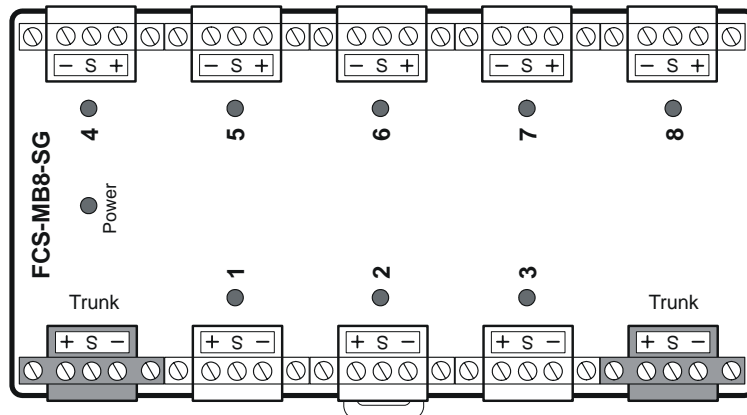 − S + − S + − S + − S + − S +
4 5 6 7 8
FCS-MB8-SG
Power
1 2 3
Trunk Trunk
+ S − + S − + S − + S − + S −